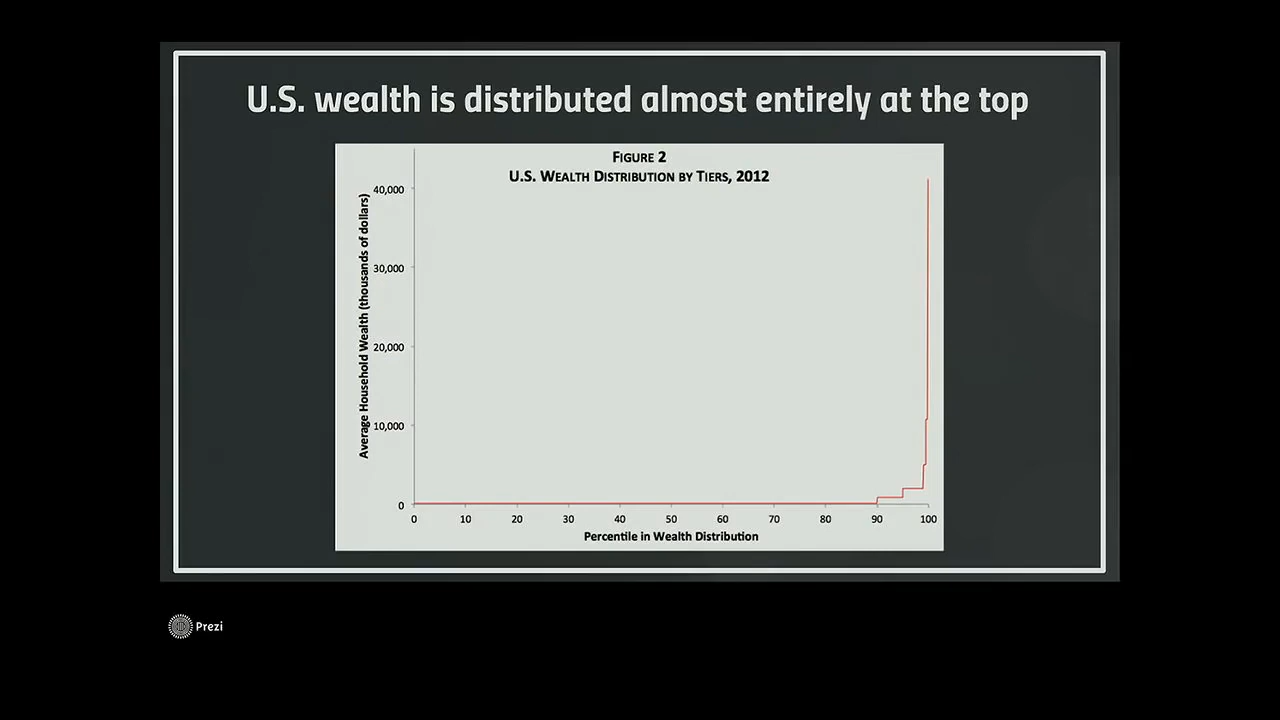 U.S. wealth is distributed almost entirely at the top
FIGURE 2
U.S. WEALTH DISTRIBUTION BY TIERS, 2012
Average Household Wealth (thousands of dollars)
40,000
30,000
20,000
10,000
0
0 10 20 30 40 50 60 70 80 90 100
Percentile in Wealth Distribution
Prezi